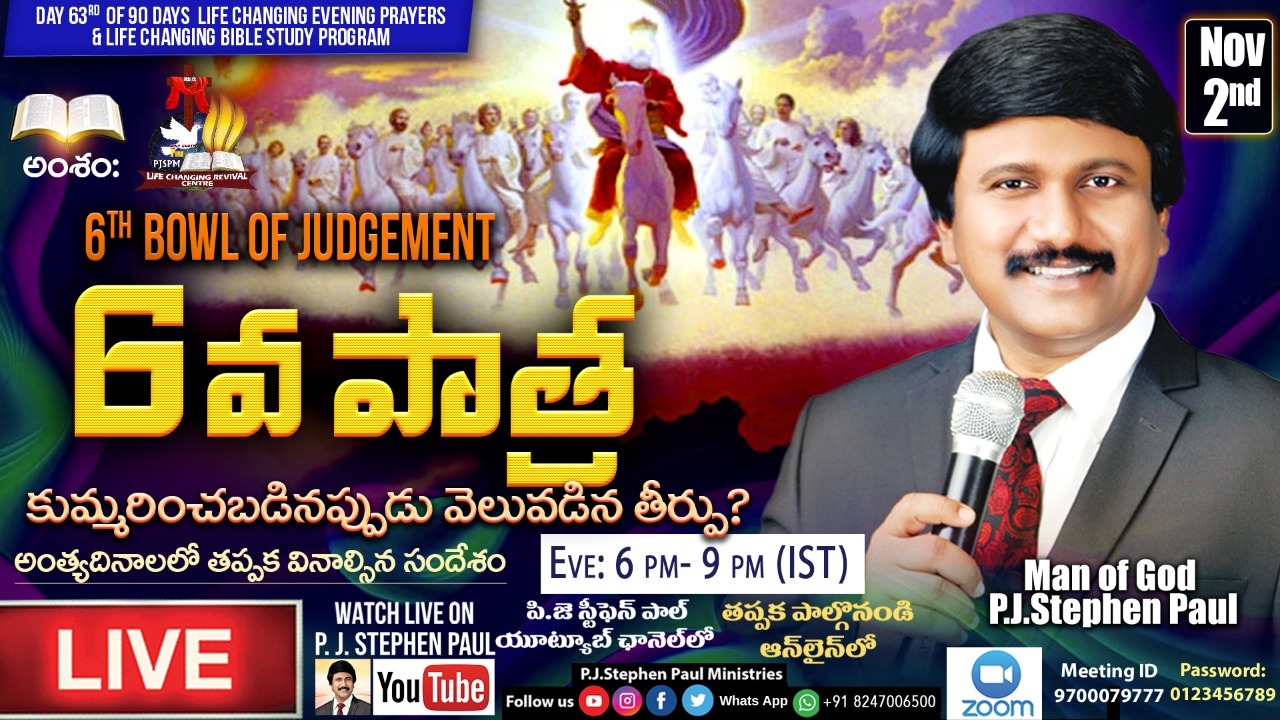 DAY 63RD OF 90 DAYS LIFE CHANGING EVENING PRAYERS
& LIFE CHANGING BIBLE STUDY PROGRAM
Nov
2nd
అంశం:
PJSPM
LIFE CHANGING REVIVAL
CENTRE
6TH BOWL OF JUDGEMENT
6వ పాత్ర
కుమ్మరించబడినప్పుడు వెలువడిన తీర్పు?
అంత్యదినాలలో తప్పక వినాల్సిన సందేశం
EVE: 6 PM- 9 PM (IST)
Man of God
P.J.Stephen Paul
LIVE
WATCH LIVE ON
P. J. STEPHEN PAUL
YouTube
పి.జె స్టీఫెన్ పాల్
యూట్యూబ్ ఛానెల్‌లో
తప్పక పాల్గొనండి
ఆన్‌లైన్‌లో
P.J.Stephen Paul Ministries
Follow us
Whats App
+91 8247006500
zoom
Meeting ID
9700079777
Password:
0123456789